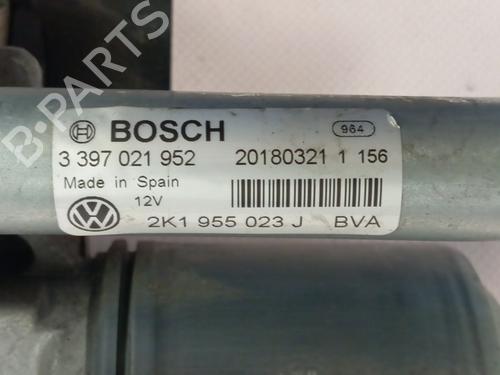 BOSCH 964
3 397 021 952 20180321 1 156
Made in Spain
12V
2K1 955 023 J BVA
B-PARTS